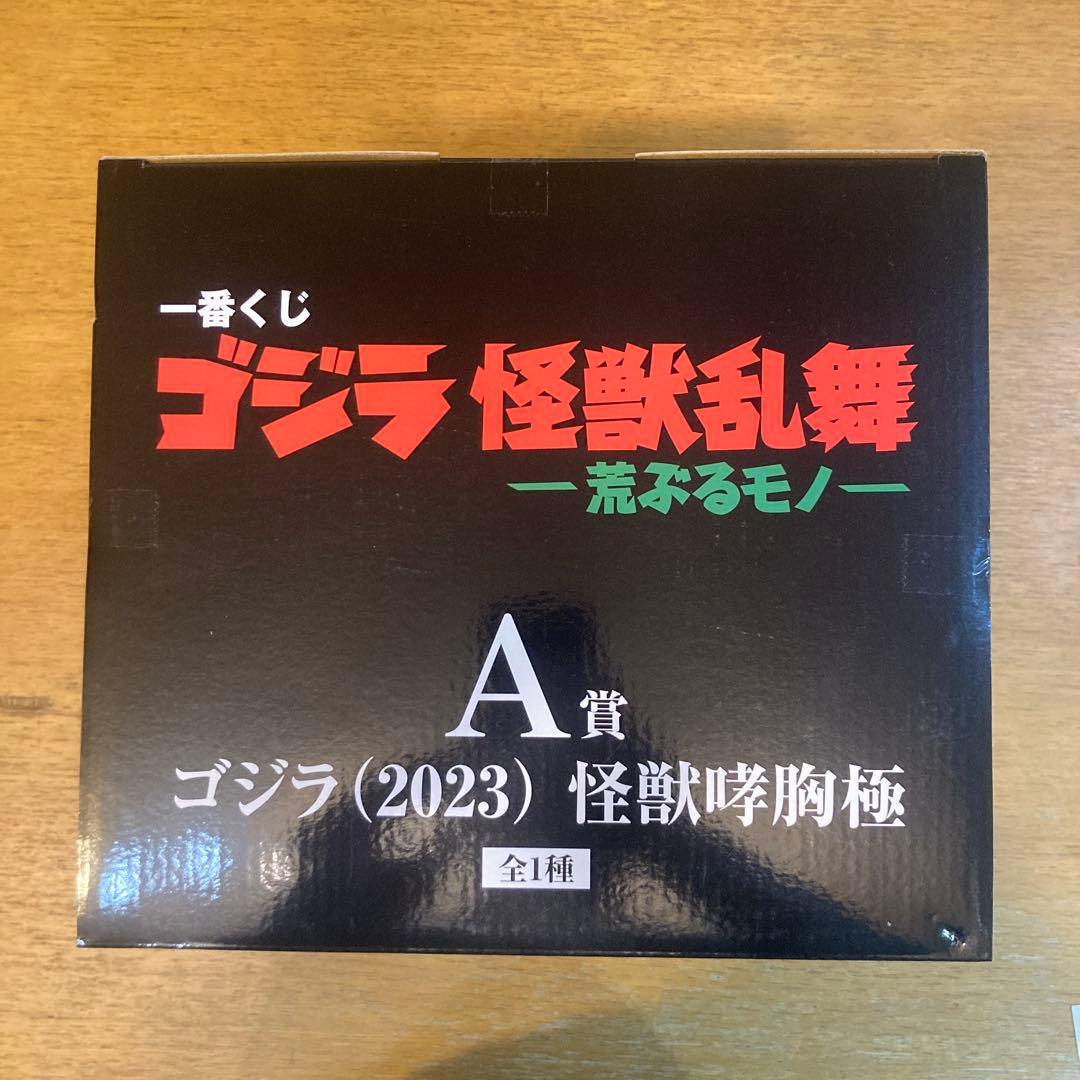 一番くじ
ゴジラ 怪獣乱舞
ー荒ぶるモノー
A賞
ゴジラ（2023） 怪獣哮胸極
全1種